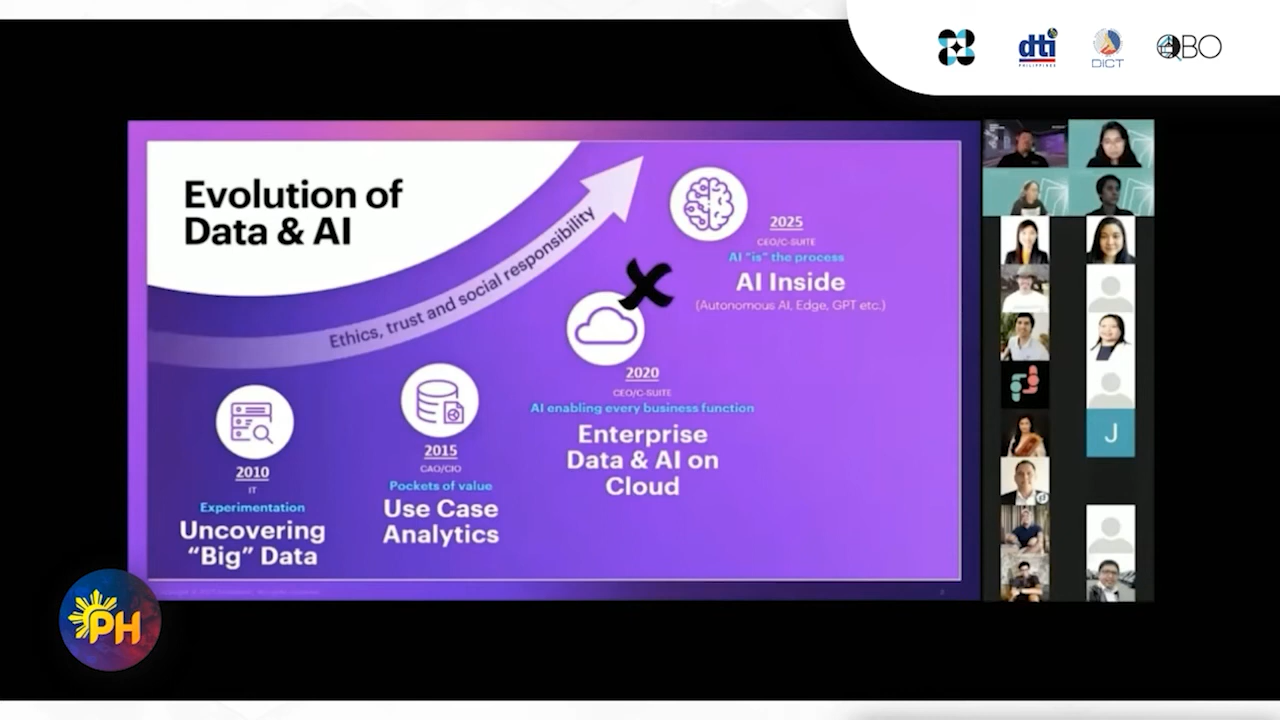 dti
PHILIPPINES
DICT
QBO
Evolution of
Data & AI
Ethics, trust and social responsibility
2010
IT
Experimentation
Uncovering
“Big” Data
2015
CAO/CIO
Pockets of value
Use Case
Analytics
2020
CEO/C-SUITE
AI enabling every business function
Enterprise
Data & AI on
Cloud
2025
CEO/C-SUITE
AI "is" the process
AI Inside
(Autonomous AI, Edge, GPT etc.)
J
PH